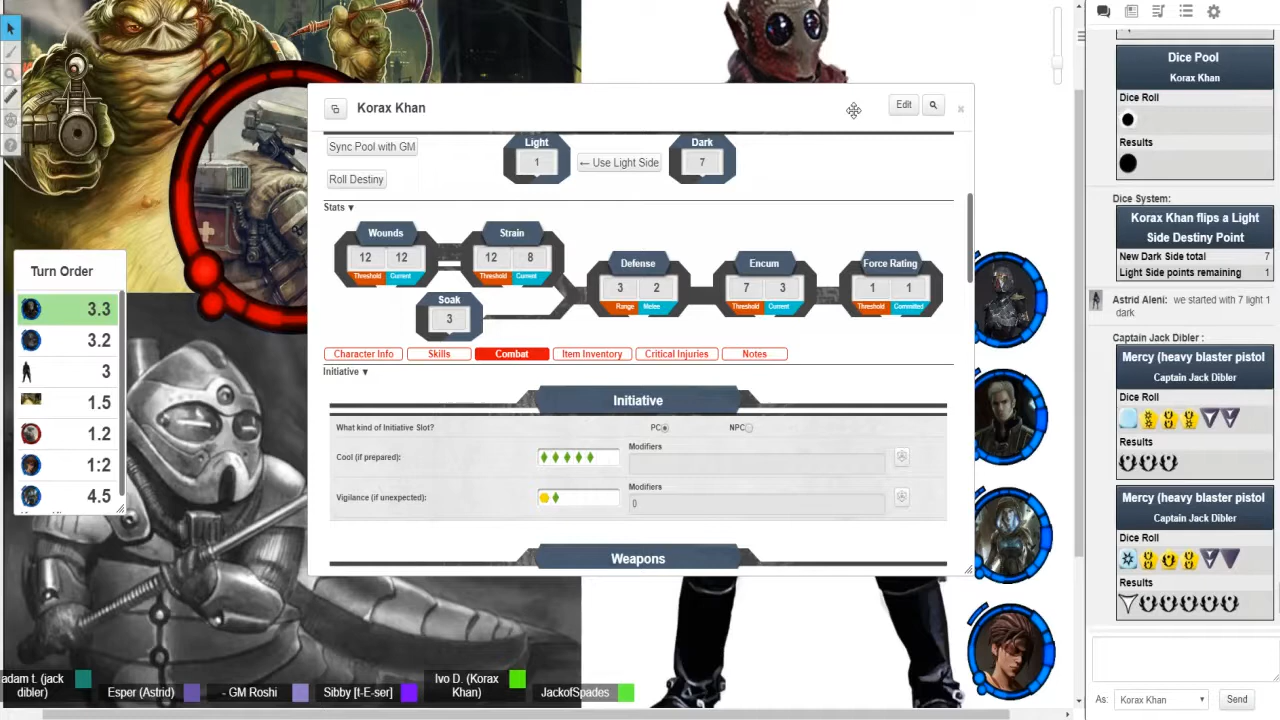 Korax Khan
Edit
Sync Pool with GM
Roll Destiny
Light
1
← Use Light Side
Dark
7
Stats ▼
Wounds
12 12
Threshold Current
Strain
12 8
Threshold Current
Soak
3
Defense
3 2
Range Melee
Encum
7 3
Threshold Current
Force Rating
1 1
Threshold Committed
Character Info
Skills
Combat
Item Inventory
Critical Injuries
Notes
Initiative ▼
Initiative
What kind of Initiative Slot?
PC
NPC
Cool (if prepared):
Modifiers
Vigilance (if unexpected):
Modifiers
0
Weapons
Turn Order
3.3
3.2
3
1.5
1.2
1:2
4.5
adam t. (jack
dibler)
Esper (Astrid)
- GM Roshi
Sibby [t-E-ser]
Ivo D. (Korax
Khan)
JackofSpades
Dice Pool
Korax Khan
Dice Roll
Results
Dice System:
Korax Khan flips a Light
Side Destiny Point
New Dark Side total 7
Light Side points remaining 1
Astrid Aleni: we started with 7 light 1
dark
Captain Jack Dibler :
Mercy (heavy blaster pistol
Captain Jack Dibler
Dice Roll
Results
Mercy (heavy blaster pistol
Captain Jack Dibler
Dice Roll
Results
As: Korax Khan
Send